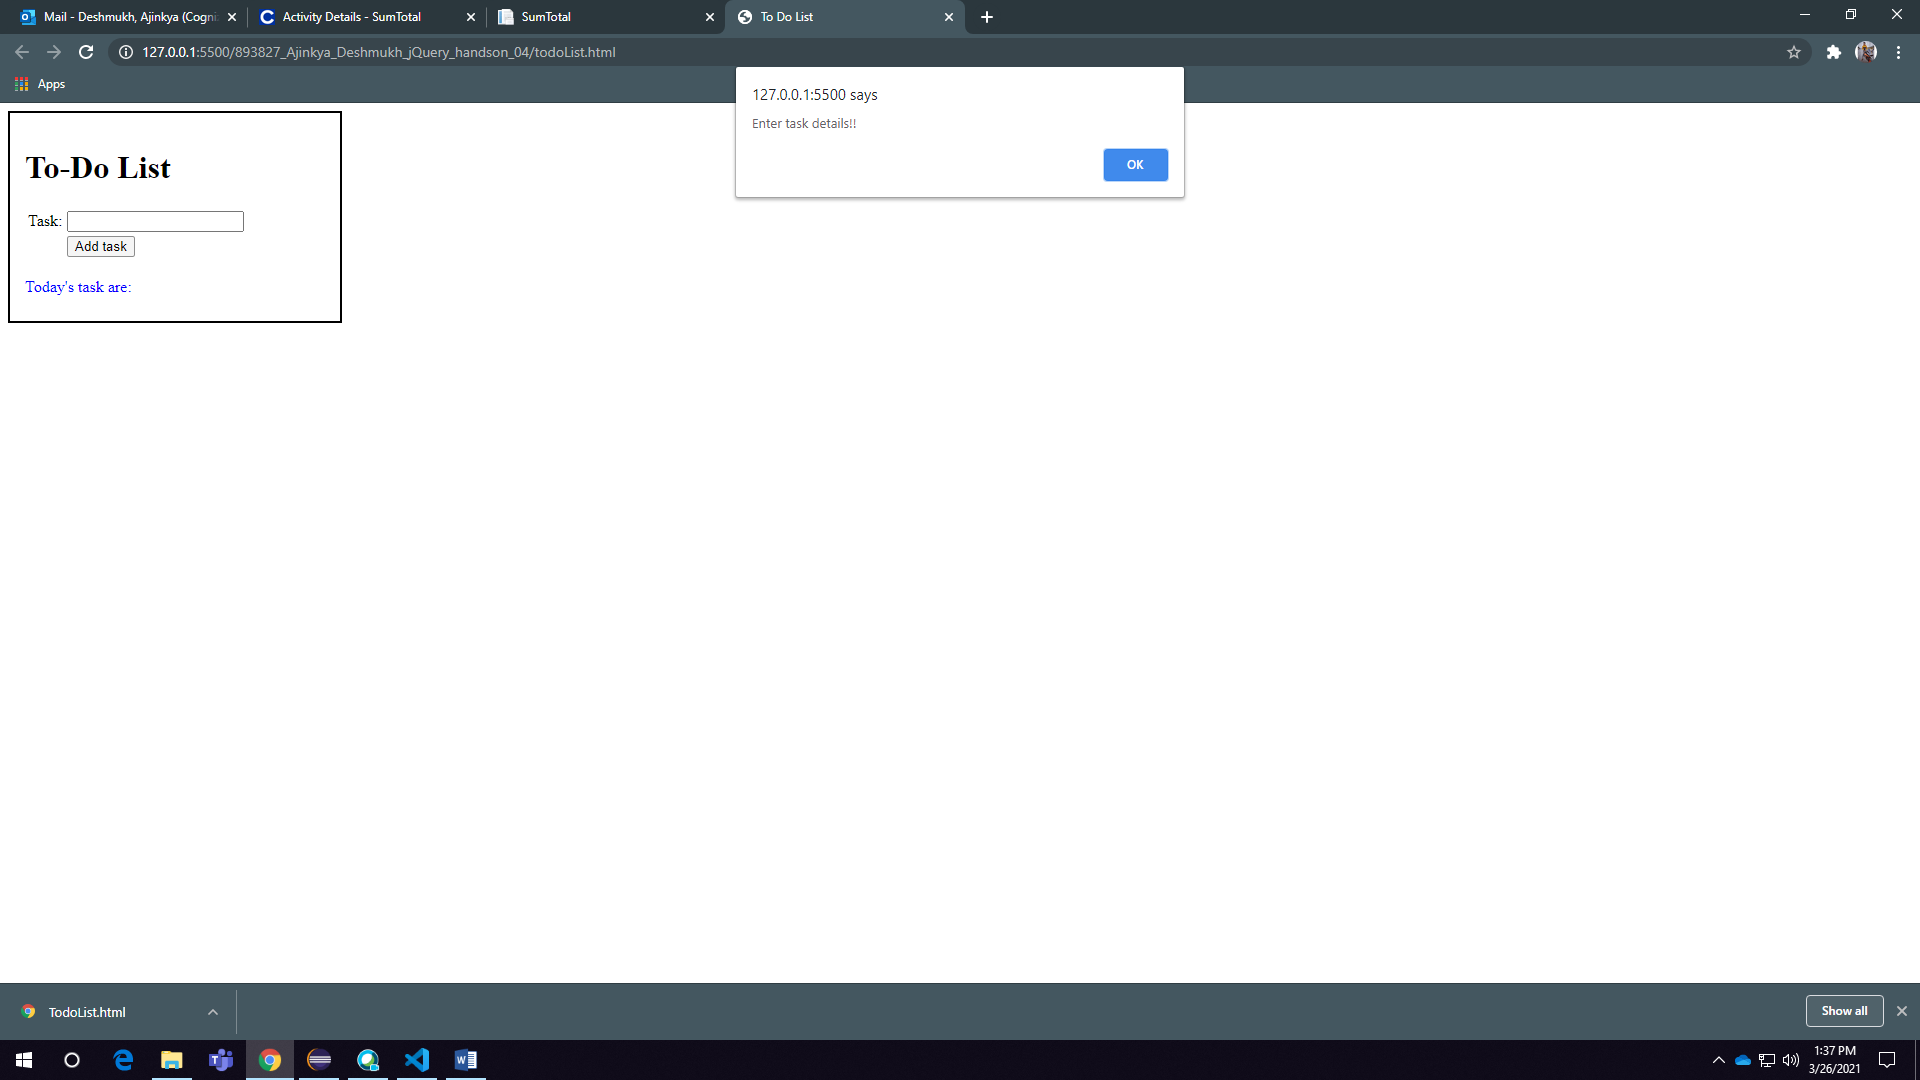 Mail - Deshmukh, Ajinkya (Cogni
Activity Details - SumTotal
SumTotal
To Do List
127.0.0.1:5500/893827_Ajinkya_Deshmukh_jQuery_handson_04/todoList.html
Apps
127.0.0.1:5500 says
Enter task details!!
OK
To-Do List
Task:
Add task
Today's task are:
TodoList.html
Show all
1:37 PM
3/26/2021